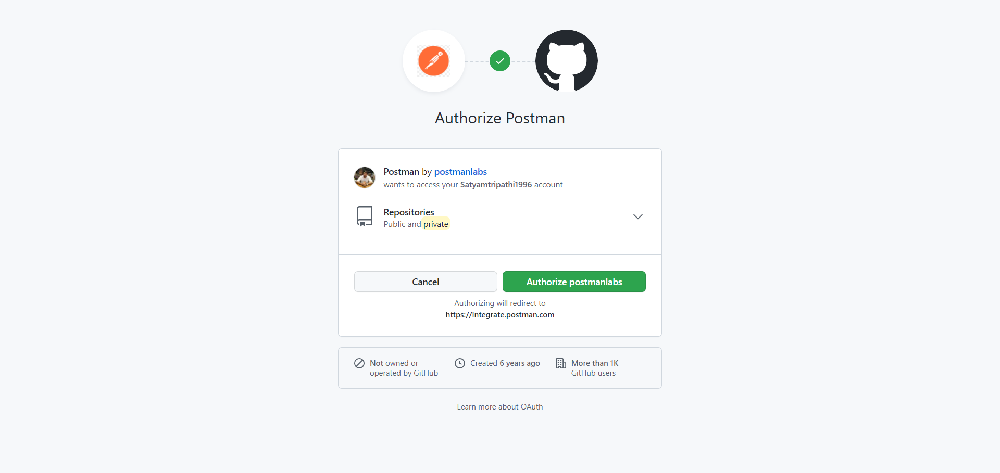 Authorize Postman
Postman by postmanlabs
wants to access your Satyamtripathi1996 account
Repositories
Public and private
Cancel
Authorize postmanlabs
Authorizing will redirect to
https://integrate.postman.com
Not owned or
operated by GitHub
Created 6 years ago
More than 1K
GitHub users
Learn more about OAuth